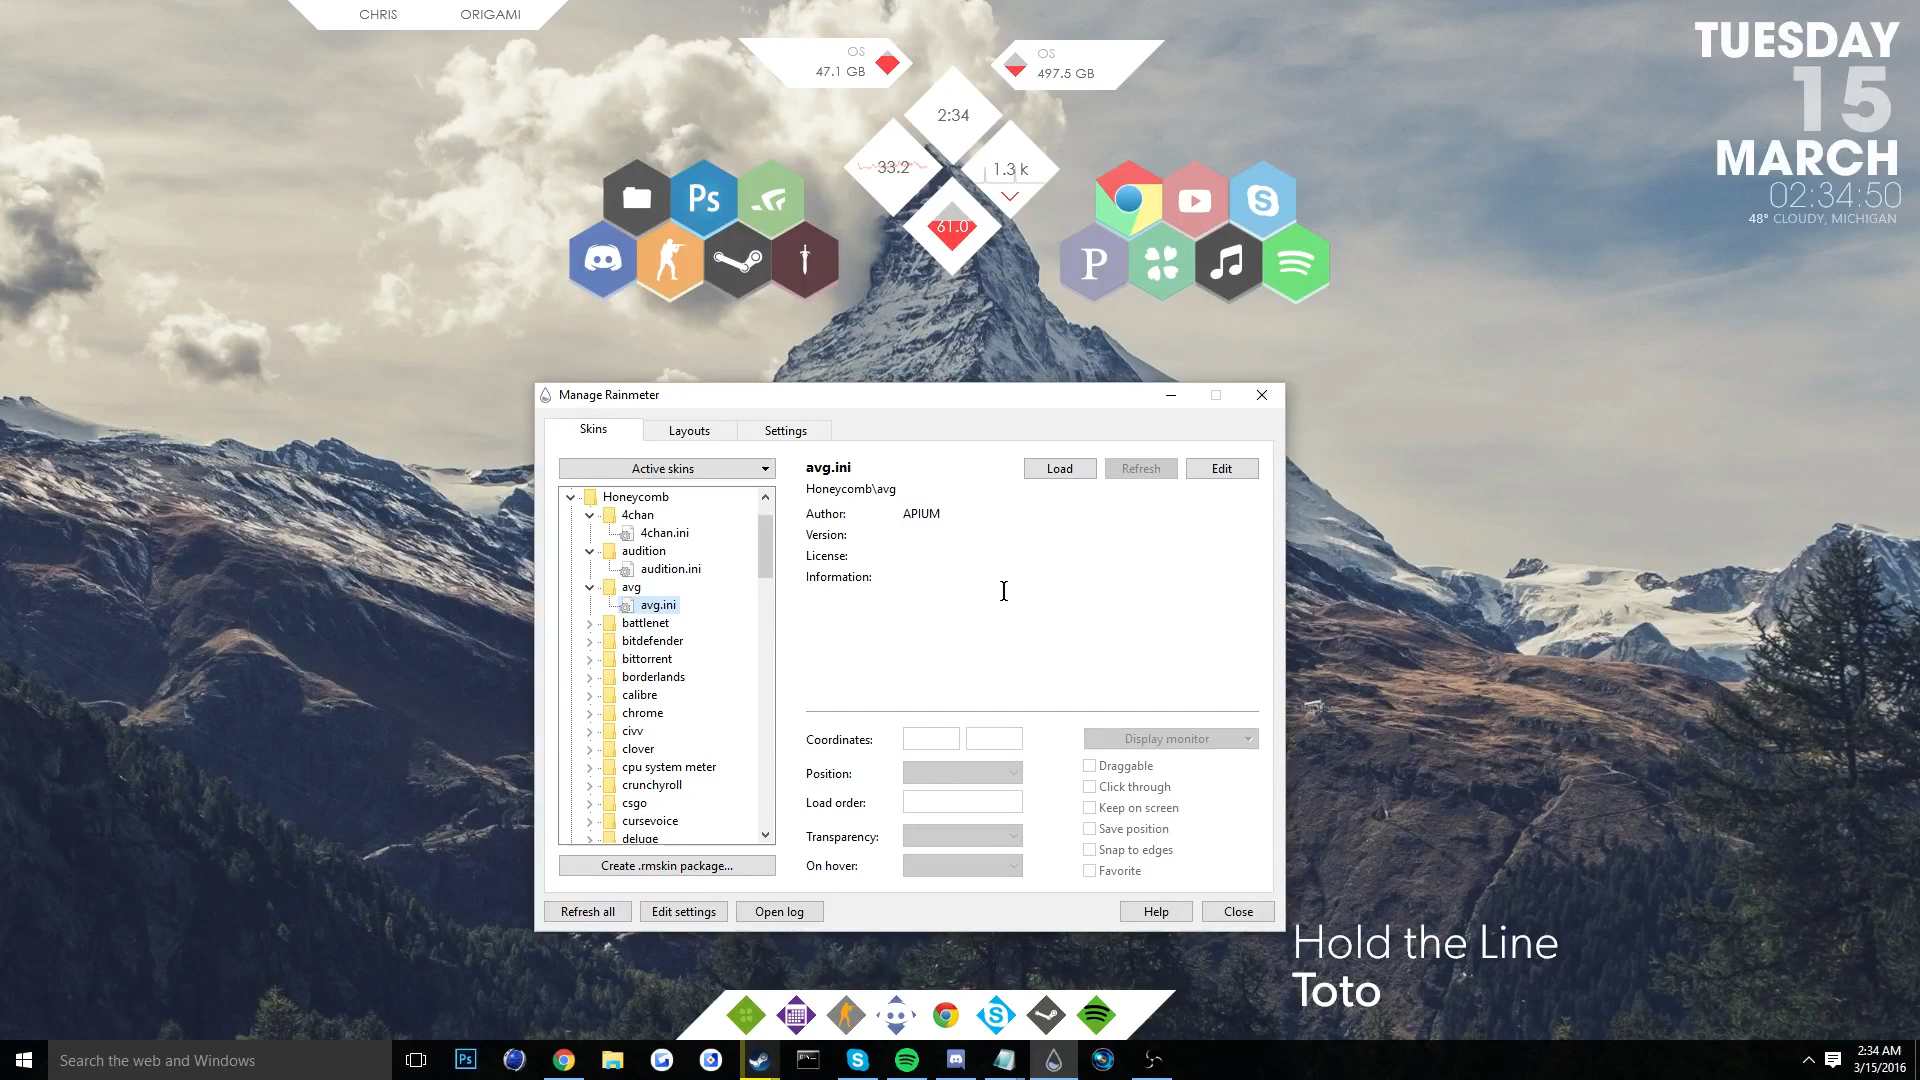 CHRIS ORIGAMI
OS
47.1 GB
OS
497.5 GB
2:34
33.2
1.3 k
61.0
TUESDAY
15
MARCH
02:34:50
48° CLOUDY, MICHIGAN
Ps
P
Manage Rainmeter
Skins Layouts Settings
Active skins
Honeycomb
4chan
4chan.ini
audition
audition.ini
avg
avg.ini
battlenet
bitdefender
bittorrent
borderlands
calibre
chrome
civv
clover
cpu system meter
crunchyroll
csgo
cursevoice
deluge
Create .rmskin package...
avg.ini
Load Refresh Edit
Honeycomb\avg
Author: APIUM
Version:
License:
Information:
Coordinates:
Position:
Load order:
Transparency:
On hover:
Display monitor
Draggable
Click through
Keep on screen
Save position
Snap to edges
Favorite
Refresh all Edit settings Open log Help Close
Hold the Line
Toto
Search the web and Windows
Ps
2:34 AM
3/15/2016